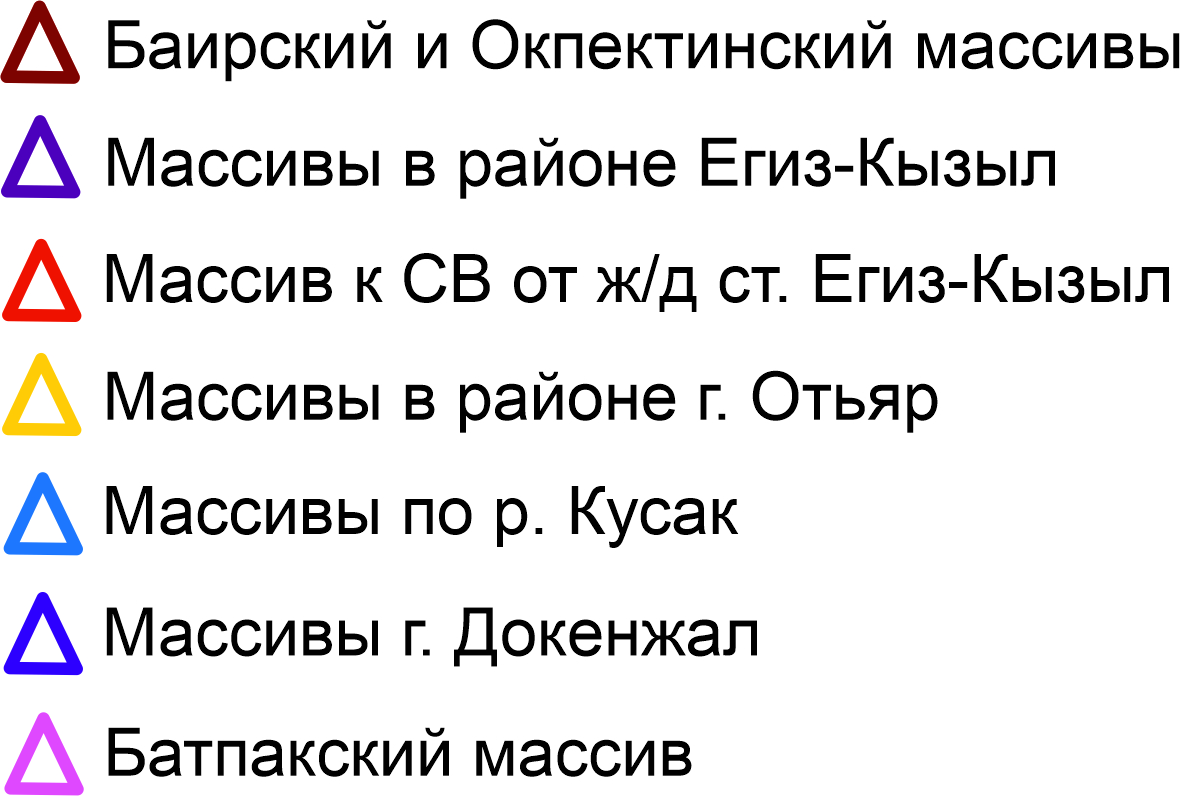 Баирский и Окпектинский массивы
Массивы в районе Егиз-Кызыл
Массив к СВ от ж/д ст. Егиз-Кызыл
Массивы в районе г. Отьяр
Массивы по р. Кусак
Массивы г. Докенжал
Батпакский массив